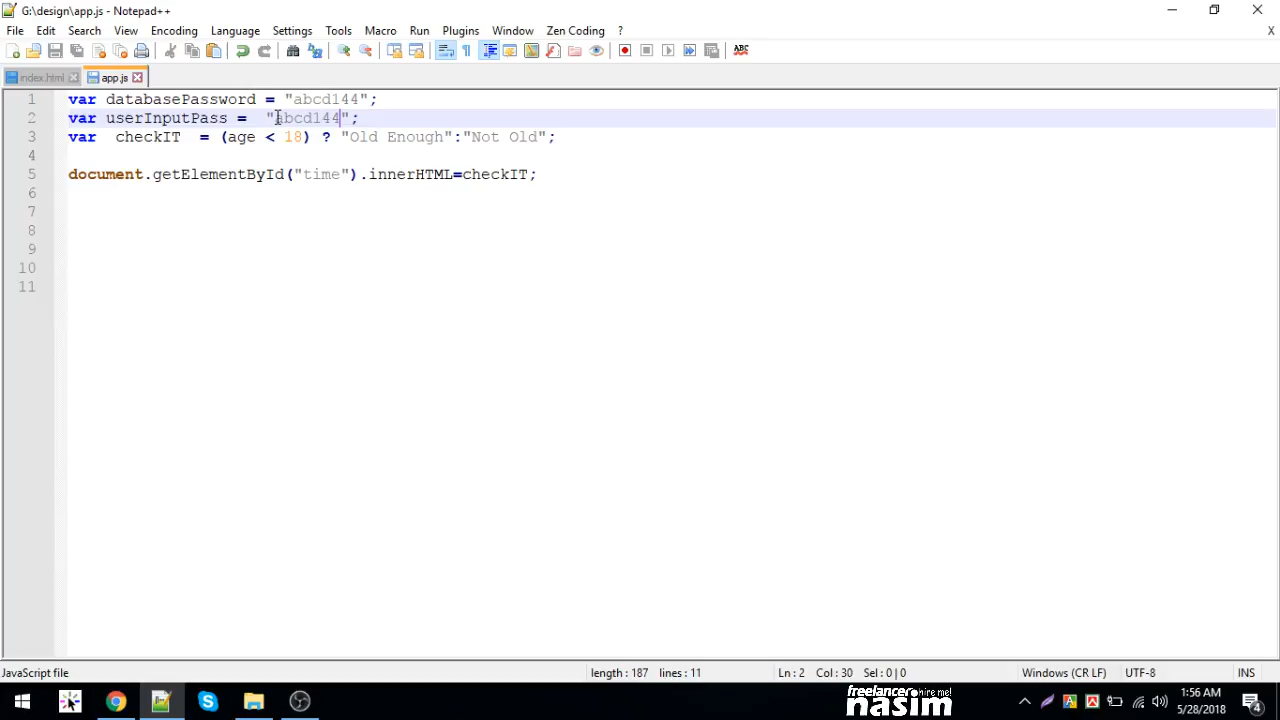 G:\design\app.js - Notepad++
File Edit Search View Encoding Language Settings Tools Macro Run Plugins Window Zen Coding ? X
ABC
index.html app.js
1 var databasePassword = "abcd144";
2 var userInputPass =  "abcd144";
3 var  checkIT  = (age < 18) ? "Old Enough":"Not Old";
4
5 document.getElementById("time").innerHTML=checkIT;
6
7
8
9
10
11
JavaScript file length : 187 lines : 11 Ln : 2 Col : 30 Sel : 0 | 0 Windows (CR LF) UTF-8 INS
freelancer hire me!
nasim
1:56 AM
5/28/2018
4